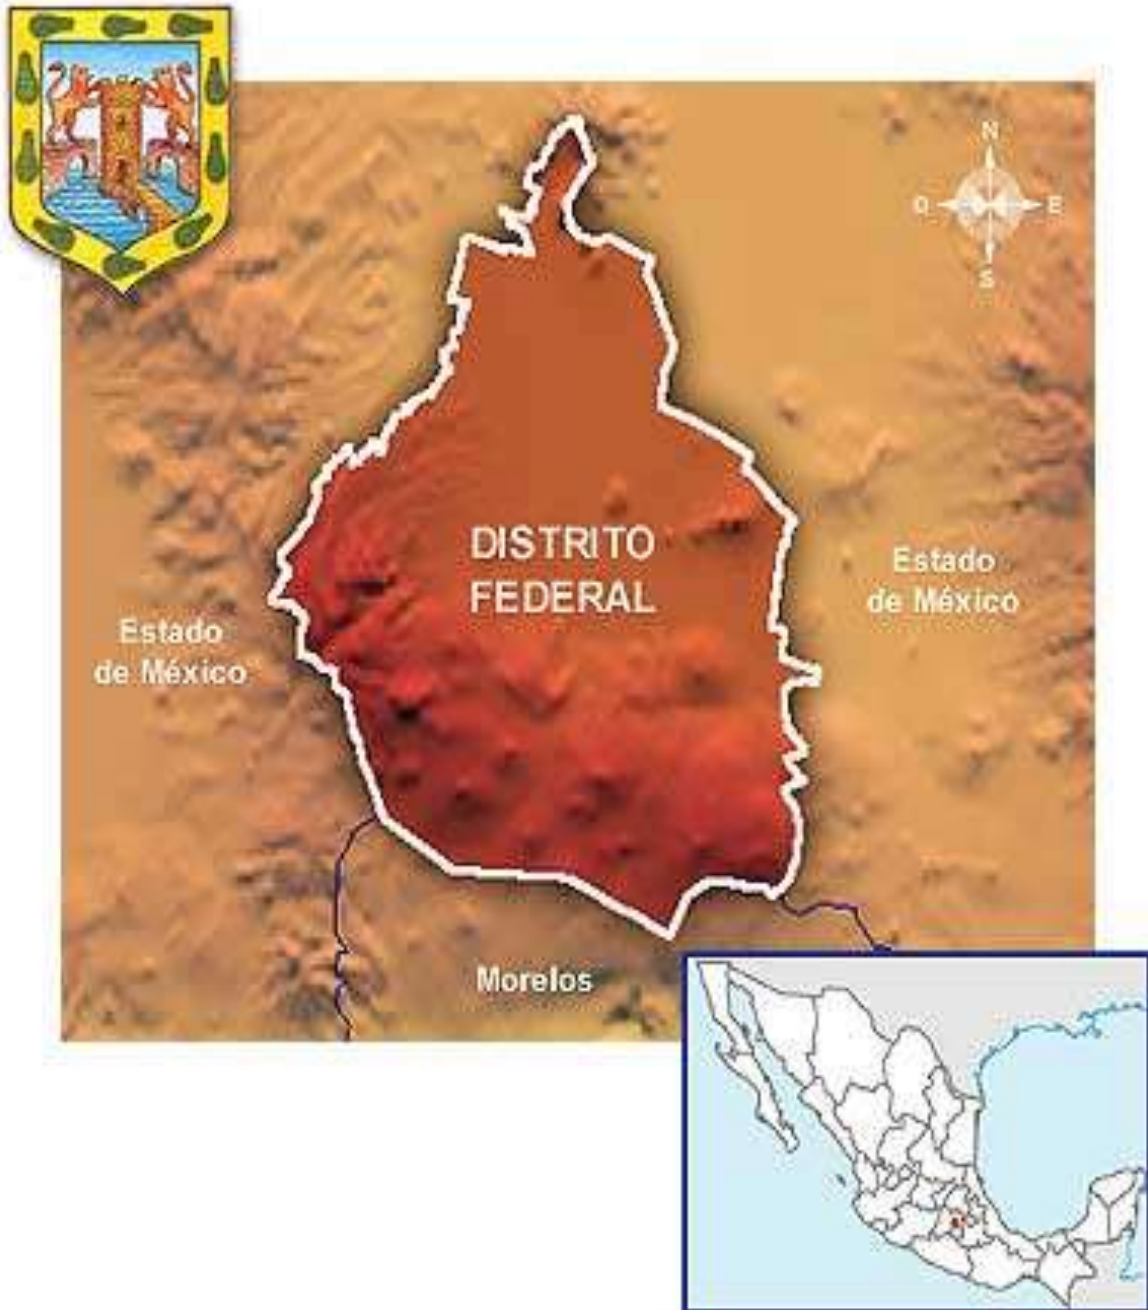 N
O
E
S
DISTRITO
FEDERAL
Estado
de México
Estado
de México
Morelos